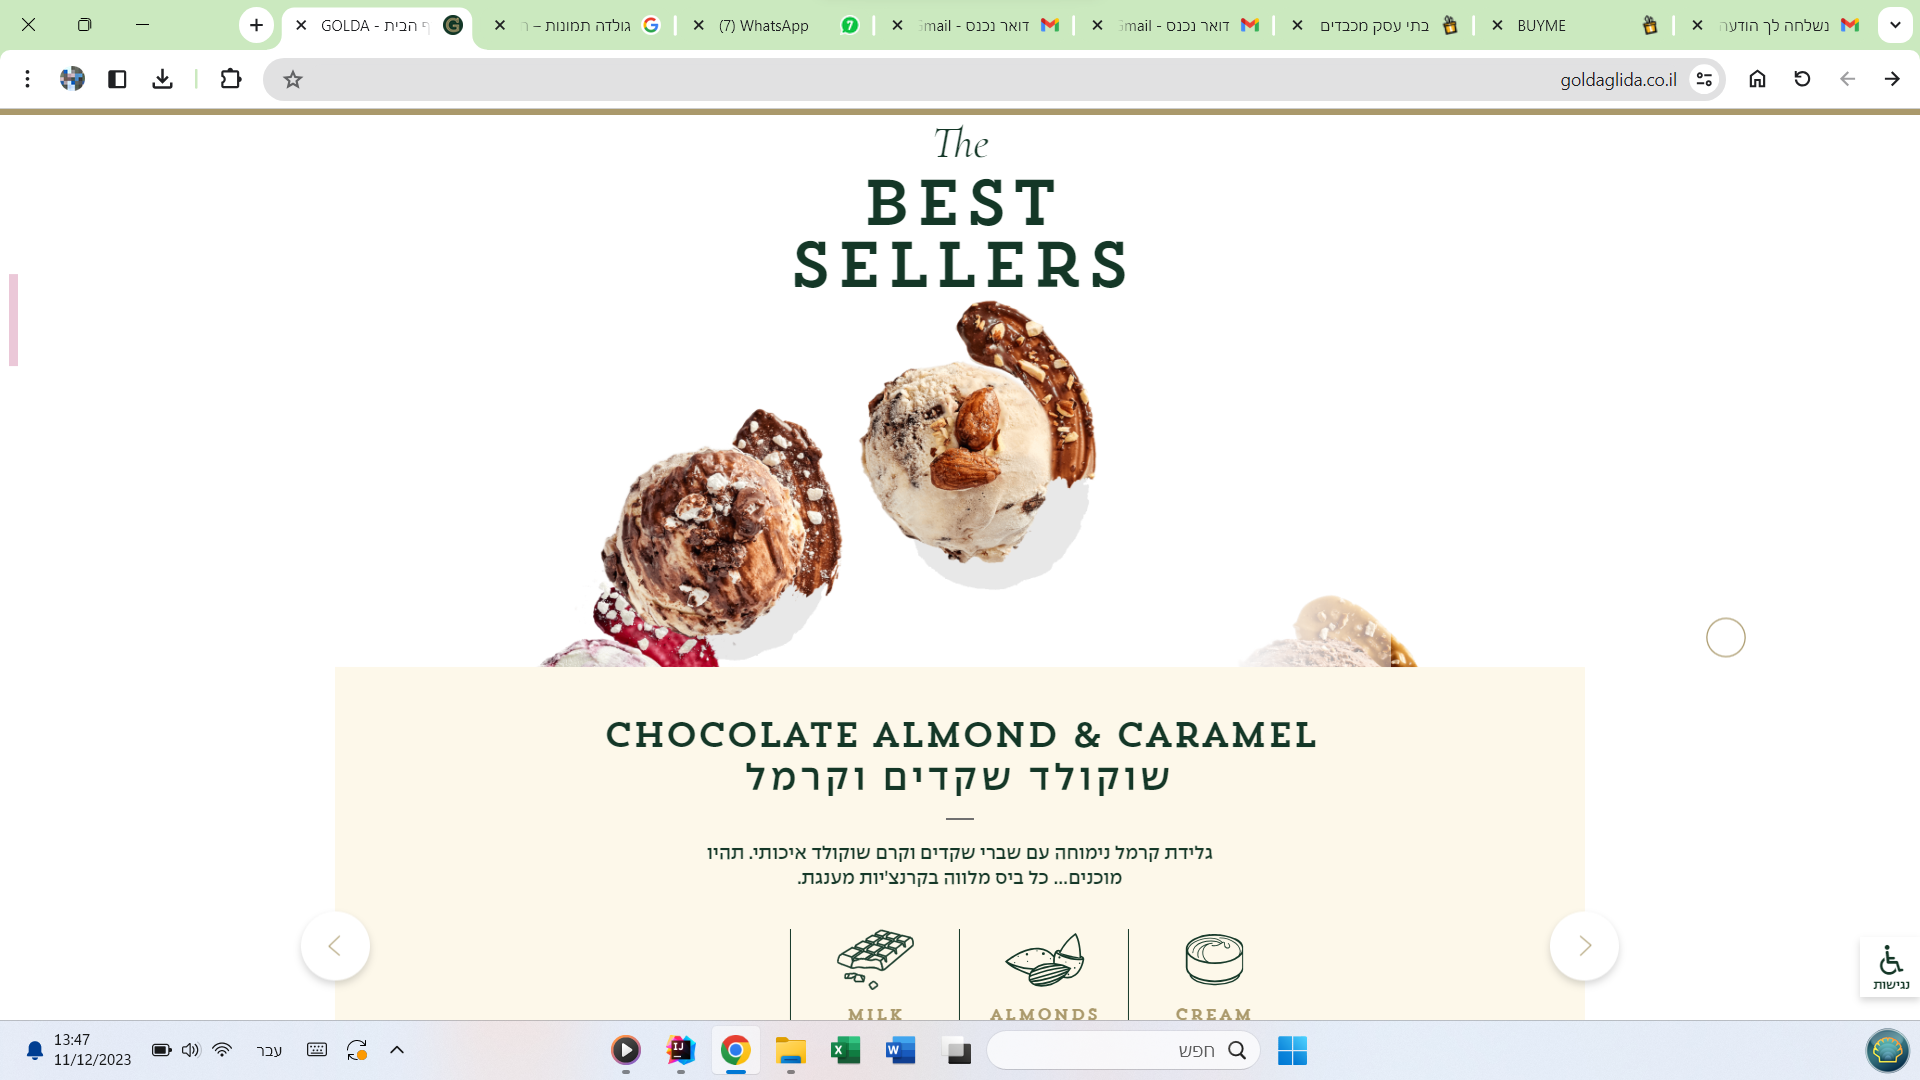 נשלחה לך הודעה
BUYME
בתי עסק מכבדים
דואר נכנס - Gmail
דואר נכנס - Gmail
(7) WhatsApp
גולדה תמונות – ח
ף הבית - GOLDA
goldaglida.co.il
The
BEST
SELLERS
CHOCOLATE ALMOND & CARAMEL
שוקולד שקדים וקרמל
גלידת קרמל נימוחה עם שברי שקדים וקרם שוקולד איכותי. תהיו
מוכנים... כל ביס מלווה בקרנצ'יות מענגת.
CREAM
ALMONDS
MILK
נגישות
חפש
עבר
13:47
11/12/2023